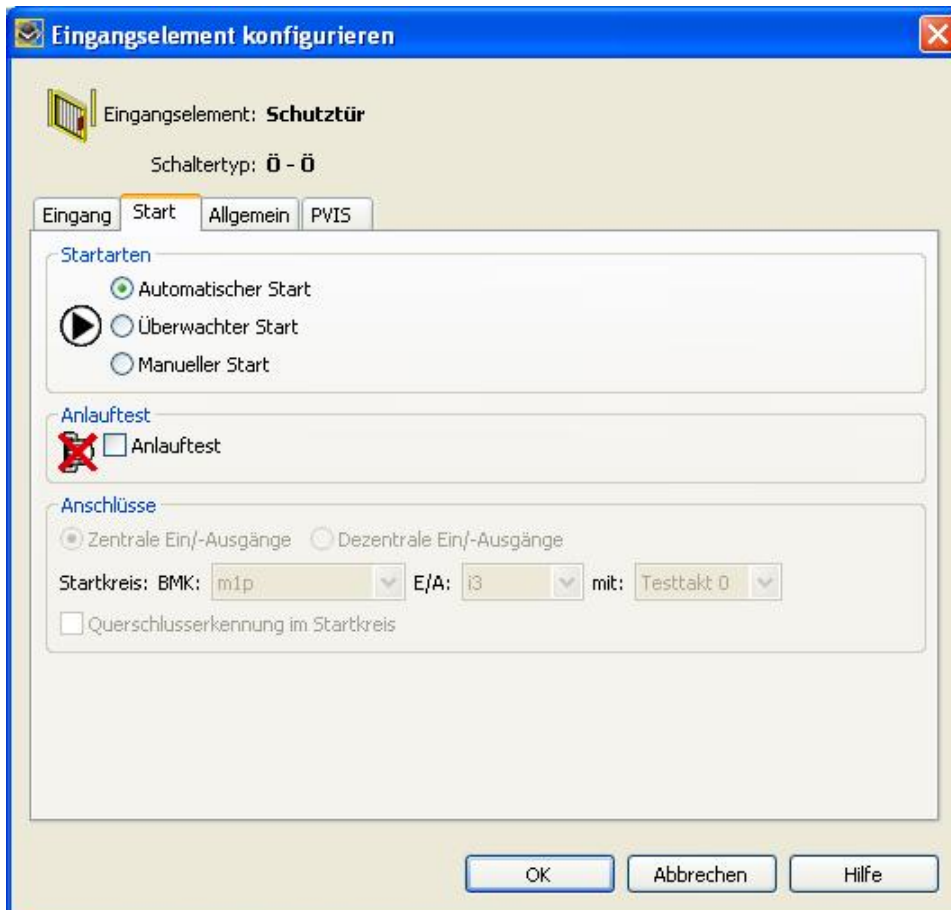 Eingangselement konfigurieren
Eingangselement: Schutztür
Schaltertyp: Ö - Ö
Eingang Start Allgemein PVIS
Startarten
Automatischer Start
Überwachter Start
Manueller Start
Anlauftest
Anlauftest
Anschlüsse
Zentrale Ein/-Ausgänge Dezentrale Ein/-Ausgänge
Startkreis: BMK: m1p E/A: i3 mit: Testtakt 0
Querschlusserkennung im Startkreis
OK Abbrechen Hilfe